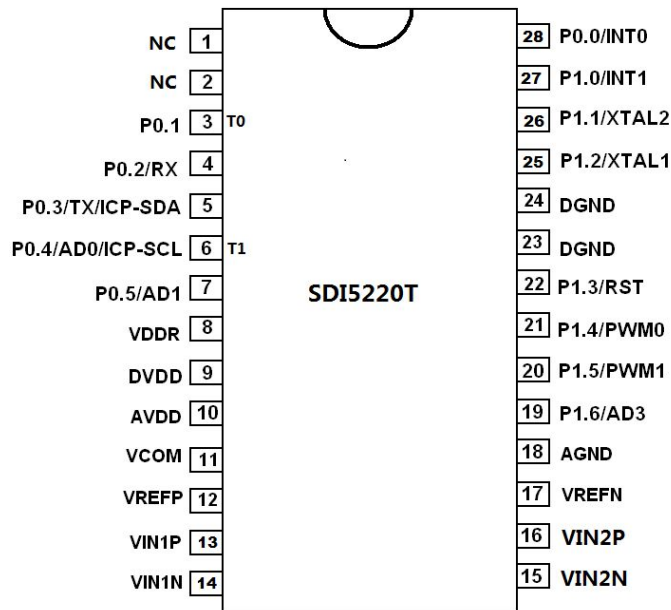 NC 1 28 P0.0/INT0
NC 2 27 P1.0/INT1
P0.1 3 T0 26 P1.1/XTAL2
P0.2/RX 4 25 P1.2/XTAL1
P0.3/TX/ICP-SDA 5 24 DGND
P0.4/AD0/ICP-SCL 6 T1 23 DGND
P0.5/AD1 7 SDI5220T 22 P1.3/RST
VDDR 8 21 P1.4/PWM0
DVDD 9 20 P1.5/PWM1
AVDD 10 19 P1.6/AD3
VCOM 11 18 AGND
VREFP 12 17 VREFN
VIN1P 13 16 VIN2P
VIN1N 14 15 VIN2N